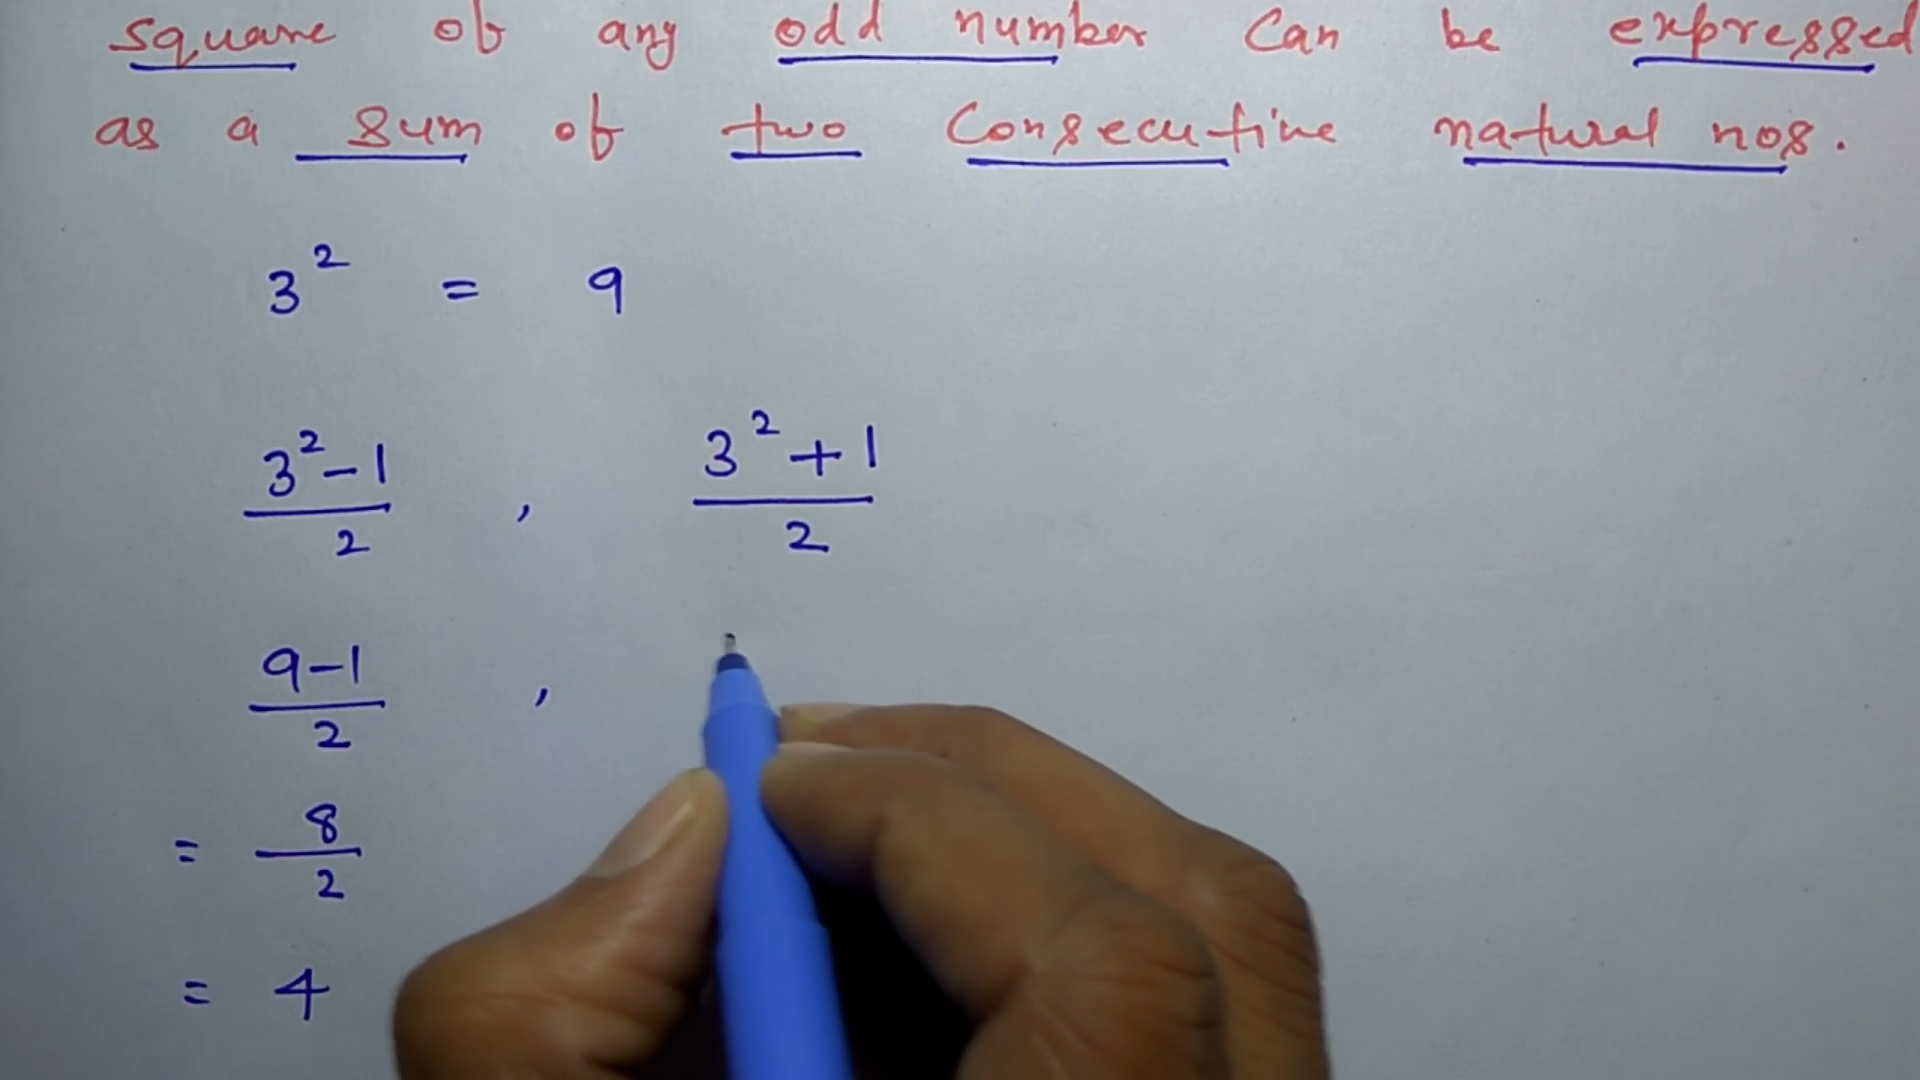 square of any odd number can be expressed
as a sum of two consecutive natural nos.
3² = 9
(3² - 1)/2 , (3² + 1)/2
(9 - 1)/2 ,
= 8/2
= 4